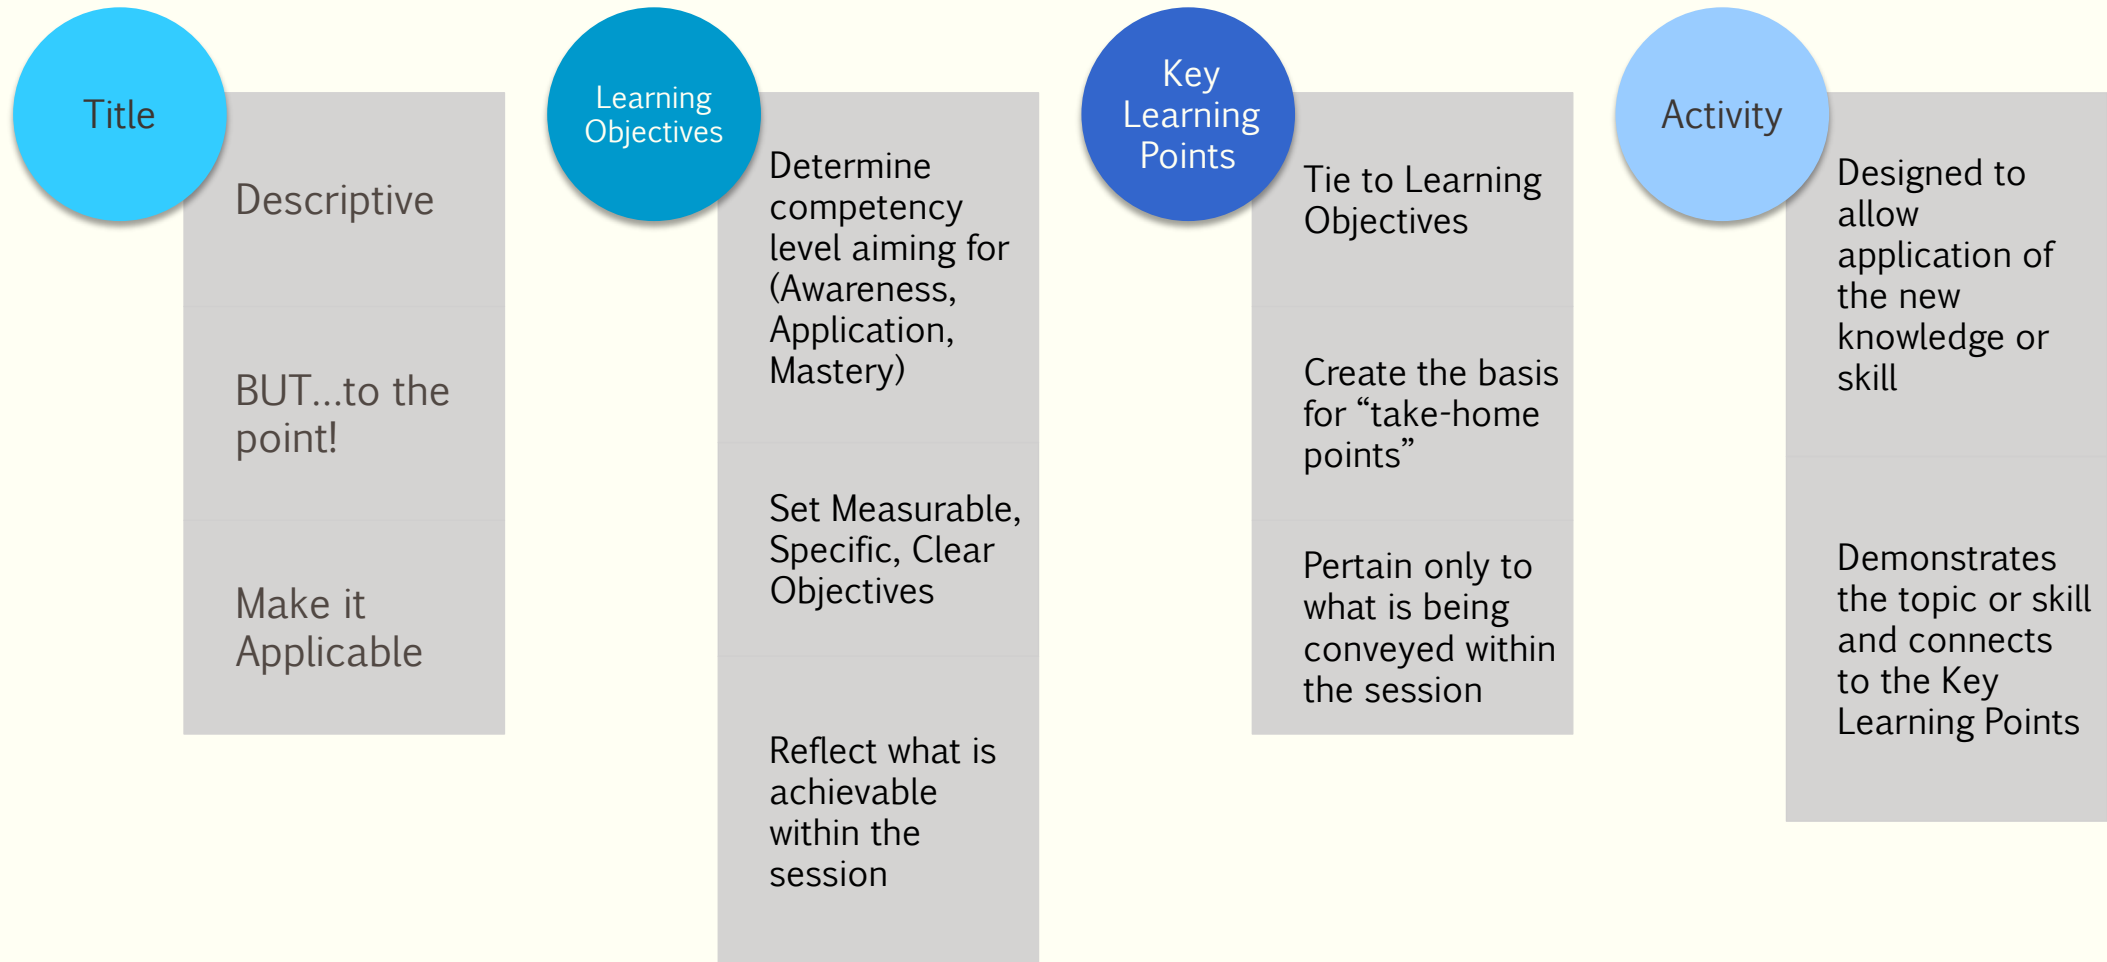 Title
Descriptive
BUT...to the
point!
Make it
Applicable
Learning
Objectives
Determine
competency
level aiming for
(Awareness,
Application,
Mastery)
Set Measurable,
Specific, Clear
Objectives
Reflect what is
achievable
within the
session
Key
Learning
Points
Tie to Learning
Objectives
Create the basis
for “take-home
points”
Pertain only to
what is being
conveyed within
the session
Activity
Designed to
allow
application of
the new
knowledge or
skill
Demonstrates
the topic or skill
and connects
to the Key
Learning Points